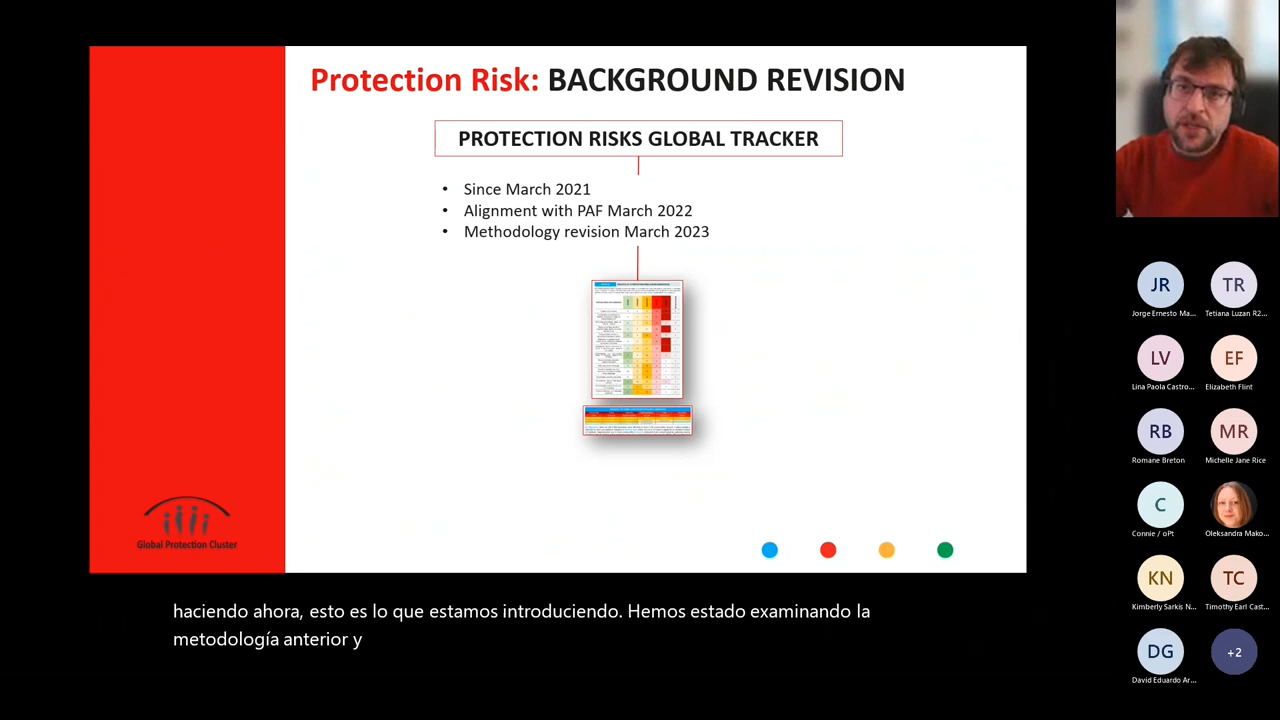 Protection Risk: BACKGROUND REVISION
PROTECTION RISKS GLOBAL TRACKER
• Since March 2021
• Alignment with PAF March 2022
• Methodology revision March 2023
Global Protection Cluster
haciendo ahora, esto es lo que estamos introduciendo. Hemos estado examinando la
metodología anterior y
JR
Jorge Ernesto Ma...
TR
Tetiana Luzan R2...
LV
Lina Paola Castro...
EF
Elizabeth Flint
RB
Romane Breton
MR
Michelle Jane Rice
C
Connie / oPt
Oleksandra Mako...
KN
Kimberly Sarkis N...
TC
Timothy Earl Cast...
DG
David Eduardo Ar...
+2